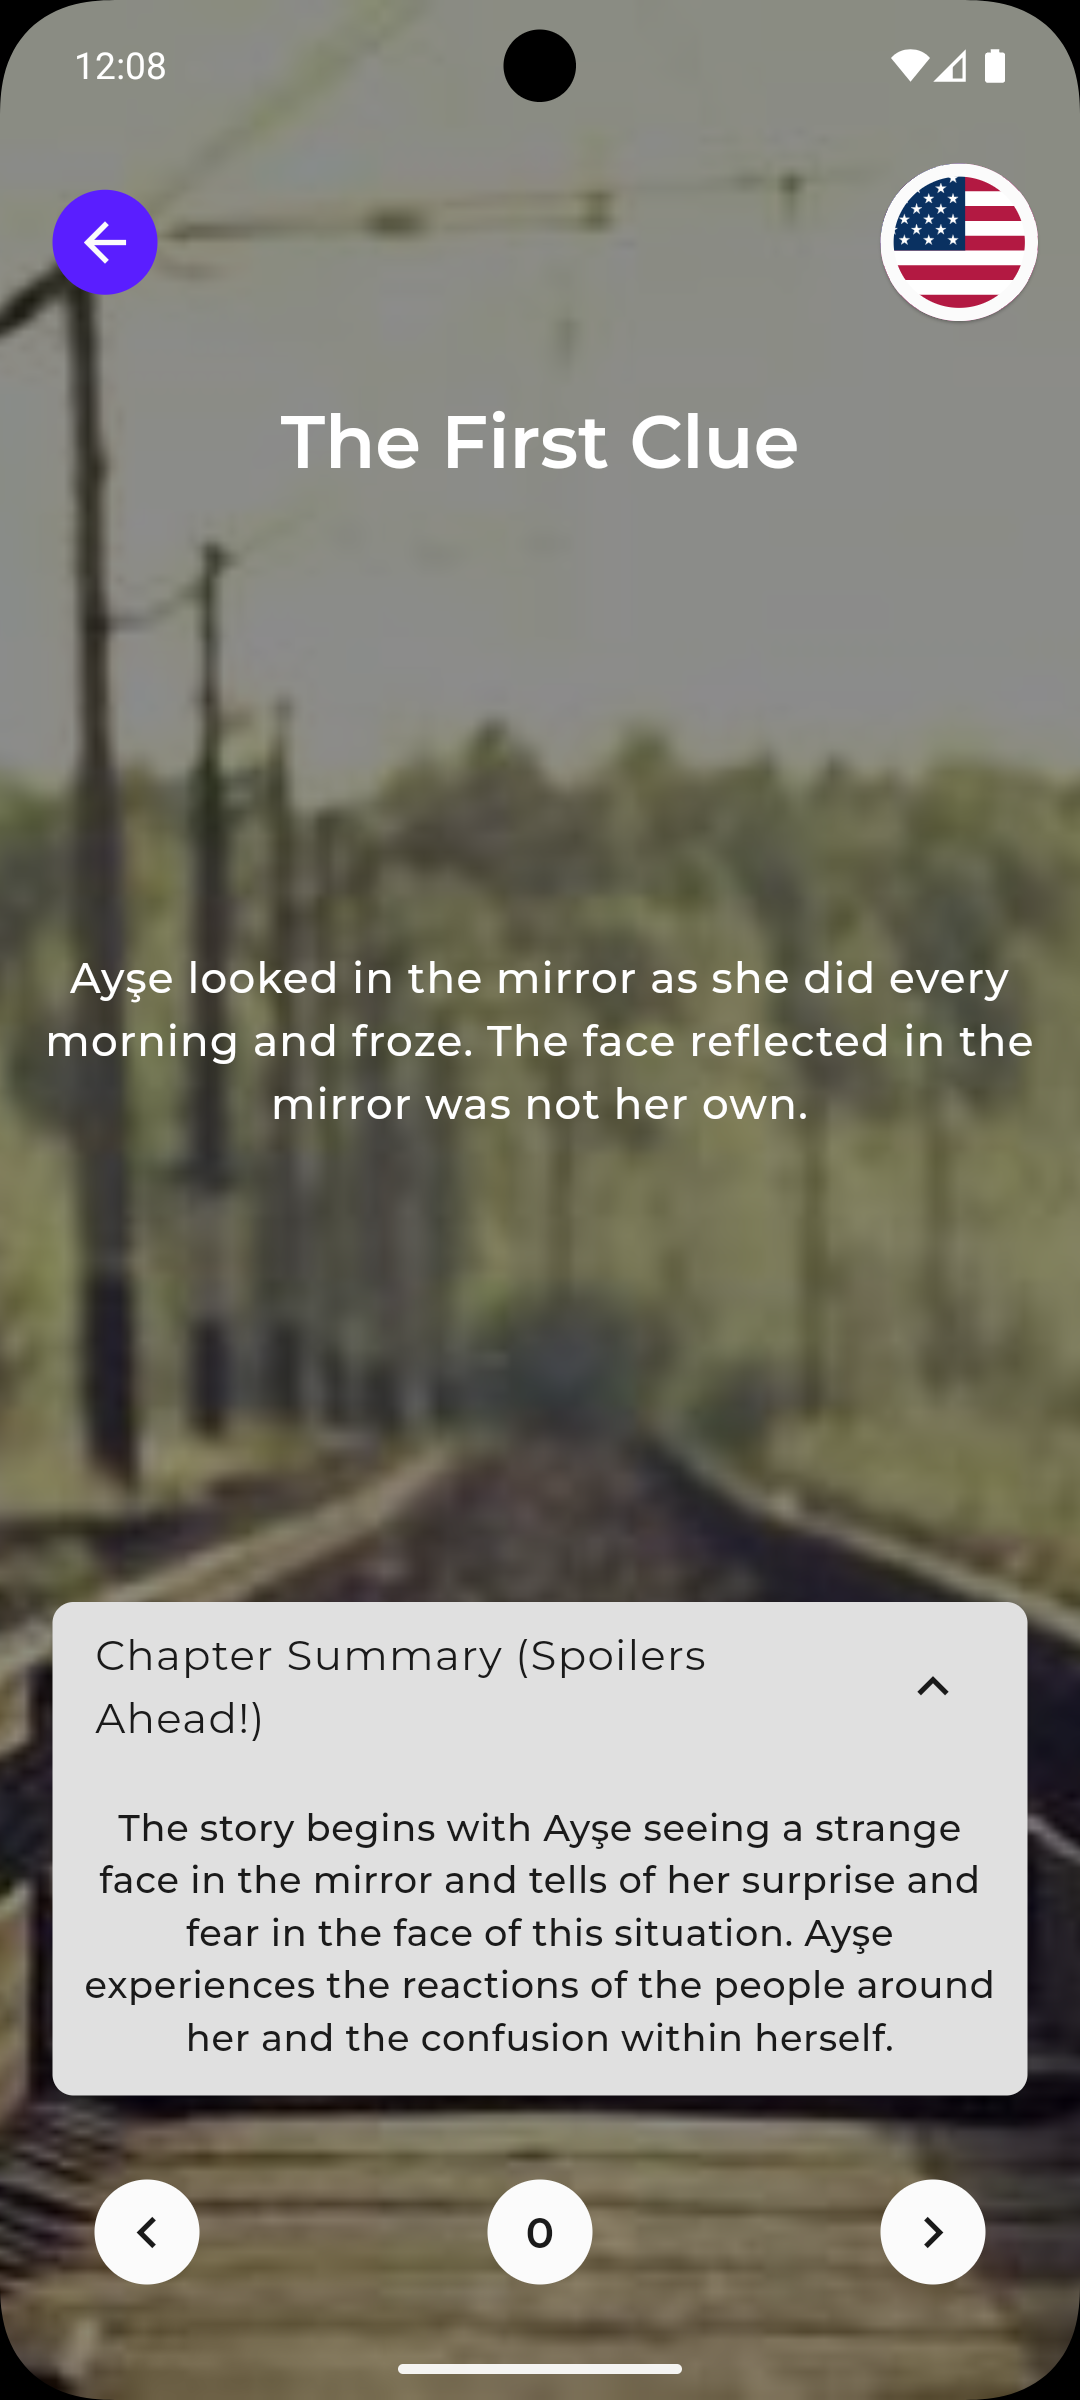 12:08
The First Clue
Ayşe looked in the mirror as she did every
morning and froze. The face reflected in the
mirror was not her own.
Chapter Summary (Spoilers
Ahead!)
The story begins with Ayşe seeing a strange
face in the mirror and tells of her surprise and
fear in the face of this situation. Ayşe
experiences the reactions of the people around
her and the confusion within herself.
0